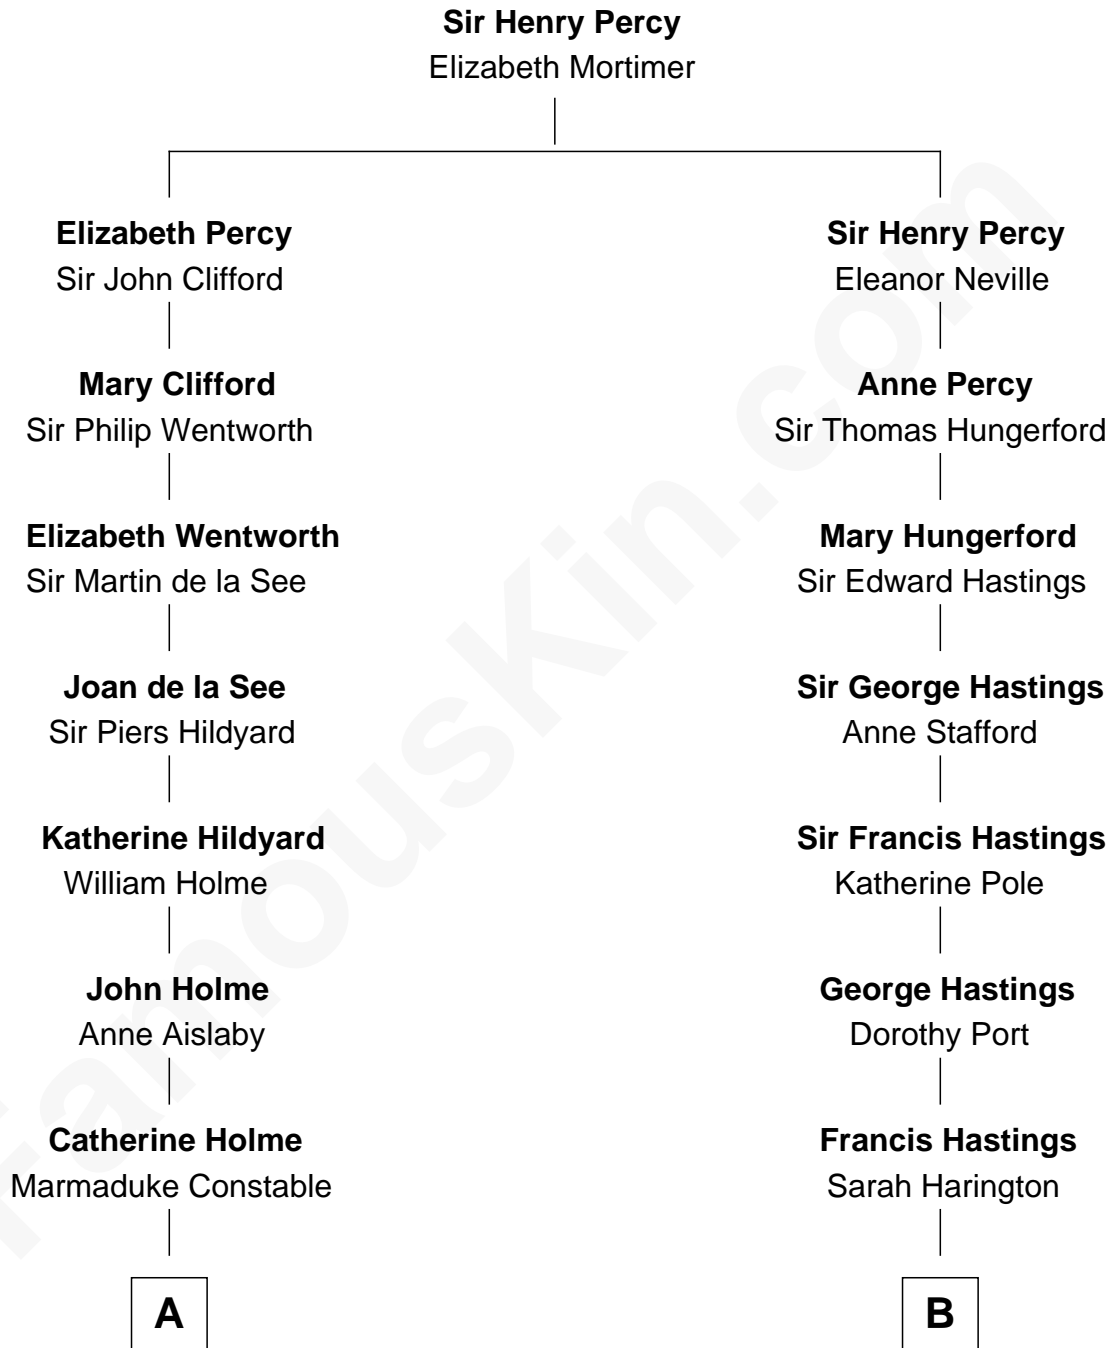 Sir Henry Percy
Elizabeth Mortimer
Elizabeth Percy
Sir John Clifford
Sir Henry Percy
Eleanor Neville
Mary Clifford
Sir Philip Wentworth
Anne Percy
Sir Thomas Hungerford
Elizabeth Wentworth
Sir Martin de la See
Mary Hungerford
Sir Edward Hastings
Joan de la See
Sir Piers Hildyard
Sir George Hastings
Anne Stafford
Katherine Hildyard
William Holme
Sir Francis Hastings
Katherine Pole
John Holme
Anne Aislaby
George Hastings
Dorothy Port
Catherine Holme
Marmaduke Constable
Francis Hastings
Sarah Harington
A
B
FamousKin.com